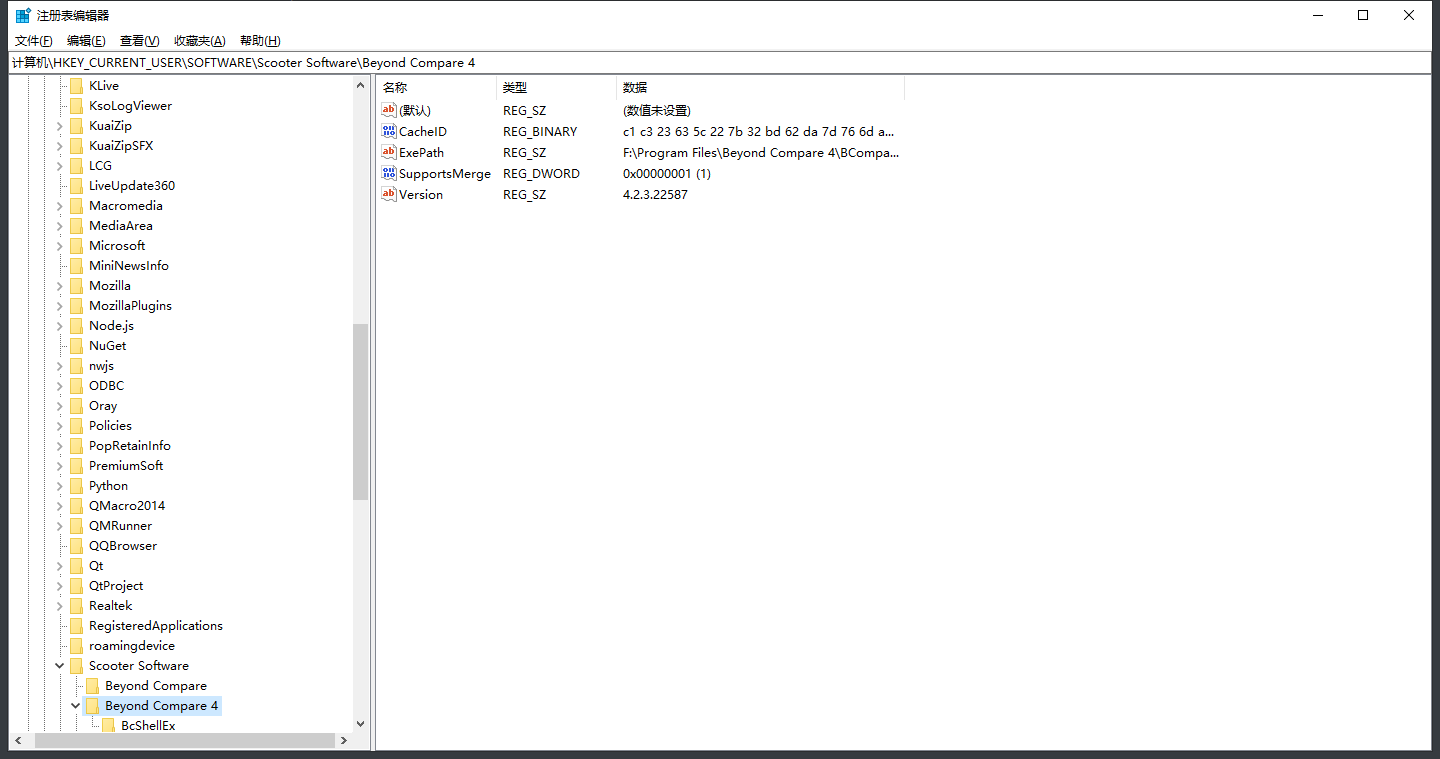 注册表编辑器
文件(F) 编辑(E) 查看(V) 收藏夹(A) 帮助(H)
计算机\HKEY_CURRENT_USER\SOFTWARE\Scooter Software\Beyond Compare 4
KLive
KsoLogViewer
KuaiZip
KuaiZipSFX
LCG
LiveUpdate360
Macromedia
MediaArea
Microsoft
MiniNewsInfo
Mozilla
MozillaPlugins
Node.js
NuGet
nwjs
ODBC
Oray
Policies
PopRetainInfo
PremiumSoft
Python
QMacro2014
QMRunner
QQBrowser
Qt
QtProject
Realtek
RegisteredApplications
roamingdevice
Scooter Software
Beyond Compare
Beyond Compare 4
BcShellEx
名称 类型 数据
(默认) REG_SZ (数值未设置)
CacheID REG_BINARY c1 c3 23 63 5c 22 7b 32 bd 62 da 7d 76 6d a...
ExePath REG_SZ F:\Program Files\Beyond Compare 4\BCompa...
SupportsMerge REG_DWORD 0x00000001 (1)
Version REG_SZ 4.2.3.22587